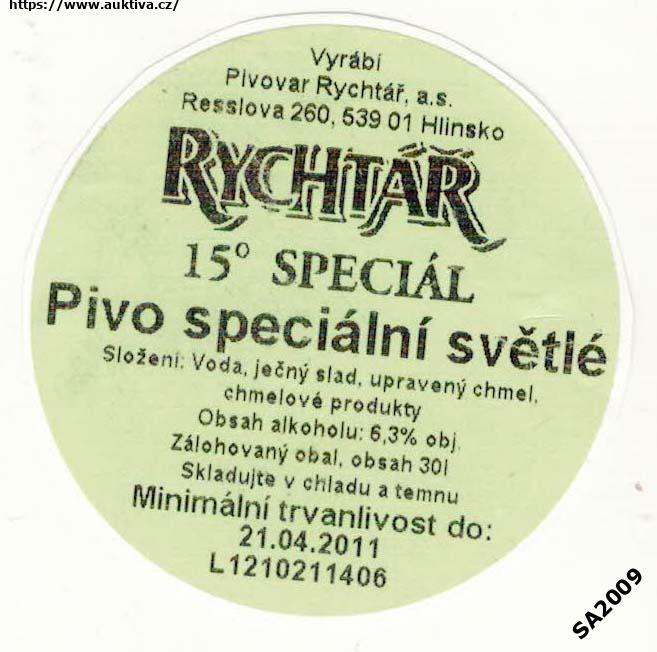 https://www.auktiva.cz/
Vyrábí
Pivovar Rychtář, a.s.
Resslova 260, 539 01 Hlinsko
RYCHTÁŘ
15° SPECIÁL
Pivo speciální světlé
Složení: Voda, ječný slad, upravený chmel,
chmelové produkty
Obsah alkoholu: 6,3% obj.
Zálohovaný obal, obsah 30l
Skladujte v chladu a temnu
Minimální trvanlivost do:
21.04.2011
L1210211406
SA2009